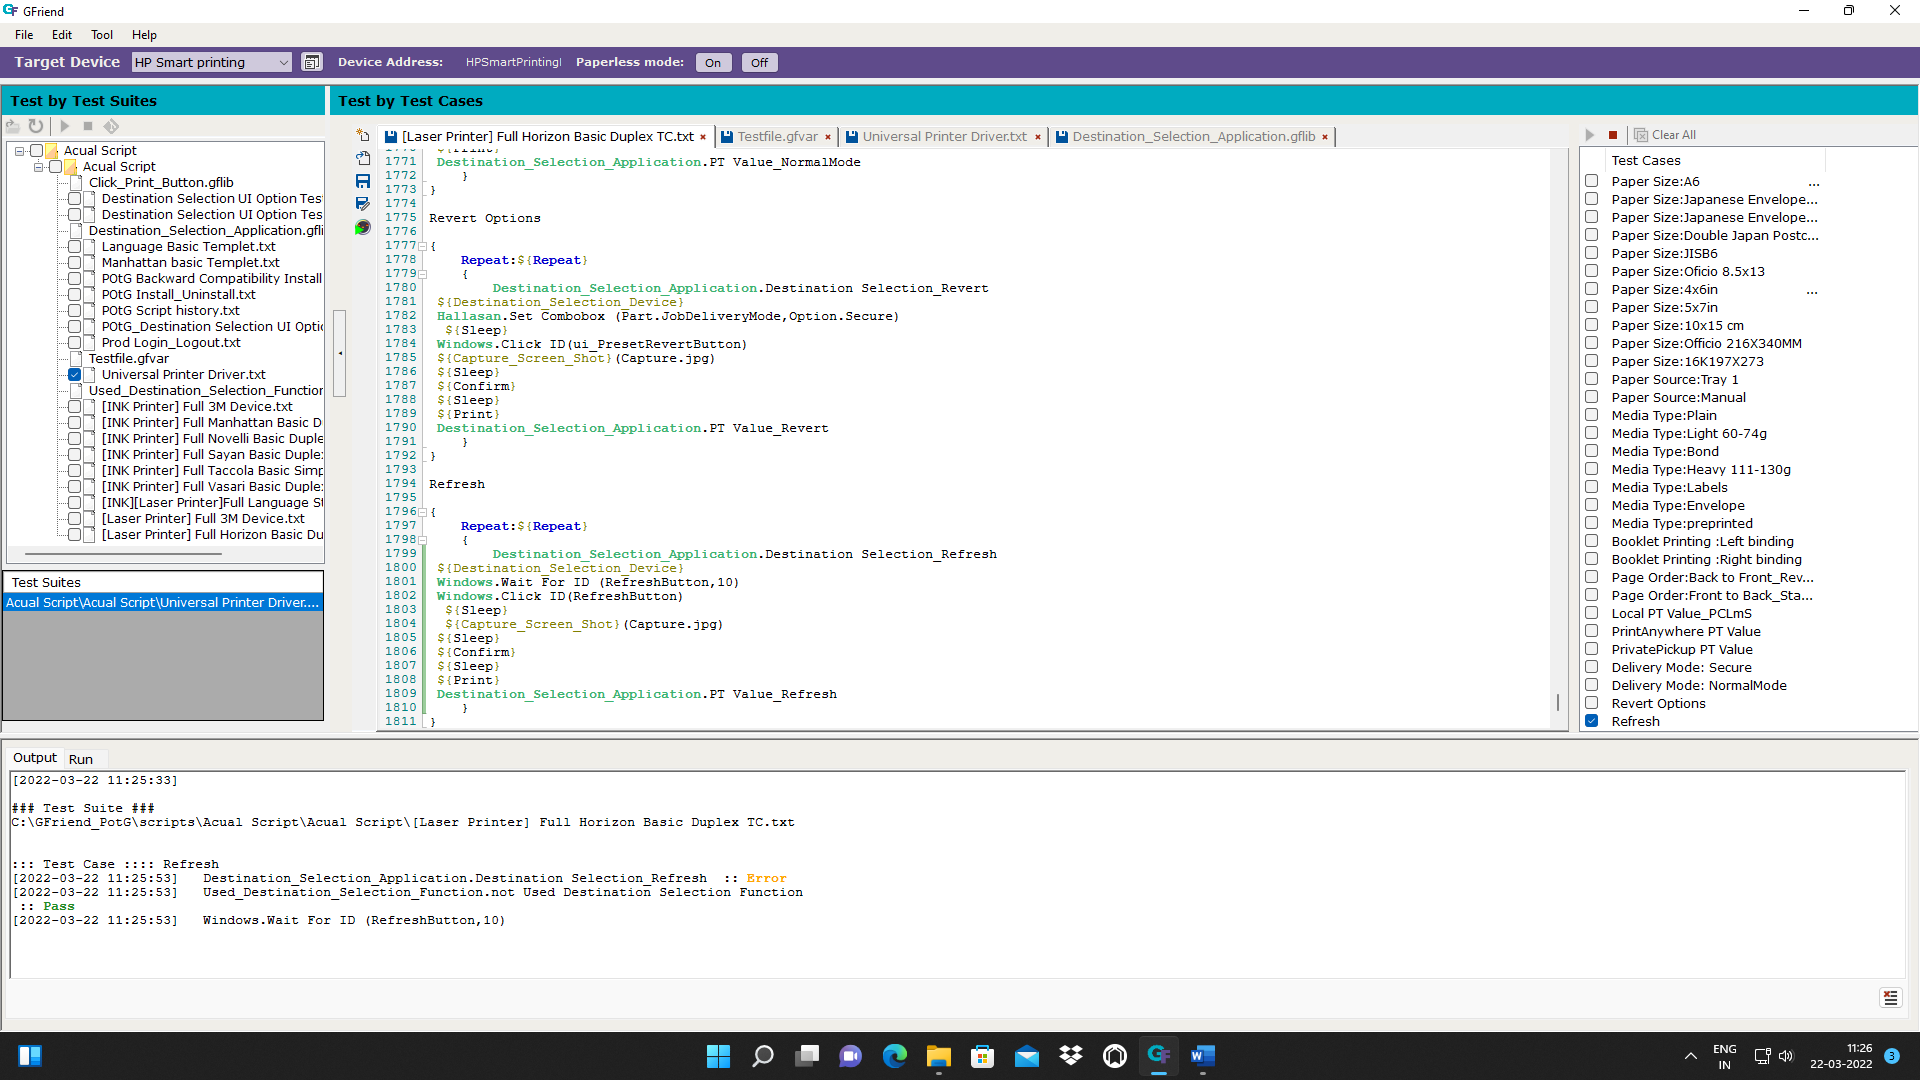 GFriend
File Edit Tool Help
Target Device HP Smart printing Device Address: HPSmartPrintingI Paperless mode: On Off
Test by Test Suites
Acual Script
Acual Script
Click_Print_Button.gflib
Destination Selection UI Option Tes
Destination Selection UI Option Tes
Destination_Selection_Application.gfli
Language Basic Templet.txt
Manhattan basic Templet.txt
POtG Backward Compatibility Install
POtG Install_Uninstall.txt
POtG Script history.txt
POtG_Destination Selection UI Optic
Prod Login_Logout.txt
Testfile.gfvar
Universal Printer Driver.txt
Used_Destination_Selection_Function
[INK Printer] Full 3M Device.txt
[INK Printer] Full Manhattan Basic D
[INK Printer] Full Novelli Basic Duple
[INK Printer] Full Sayan Basic Duple
[INK Printer] Full Taccola Basic Simp
[INK Printer] Full Vasari Basic Duple
[INK][Laser Printer]Full Language St
[Laser Printer] Full 3M Device.txt
[Laser Printer] Full Horizon Basic Du
Test Suites
Acual Script\Acual Script\Universal Printer Driver....
Test by Test Cases
[Laser Printer] Full Horizon Basic Duplex TC.txt Testfile.gfvar Universal Printer Driver.txt Destination_Selection_Application.gflib
1770 ${Print}
1771 Destination_Selection_Application.PT Value_NormalMode
1772 }
1773 }
1774
1775 Revert Options
1776
1777 {
1778 Repeat:${Repeat}
1779 {
1780 Destination_Selection_Application.Destination Selection_Revert
1781 ${Destination_Selection_Device}
1782 Hallasan.Set Combobox (Part.JobDeliveryMode,Option.Secure)
1783 ${Sleep}
1784 Windows.Click ID(ui_PresetRevertButton)
1785 ${Capture_Screen_Shot}(Capture.jpg)
1786 ${Sleep}
1787 ${Confirm}
1788 ${Sleep}
1789 ${Print}
1790 Destination_Selection_Application.PT Value_Revert
1791 }
1792 }
1793
1794 Refresh
1795
1796 {
1797 Repeat:${Repeat}
1798 {
1799 Destination_Selection_Application.Destination Selection_Refresh
1800 ${Destination_Selection_Device}
1801 Windows.Wait For ID (RefreshButton,10)
1802 Windows.Click ID(RefreshButton)
1803 ${Sleep}
1804 ${Capture_Screen_Shot}(Capture.jpg)
1805 ${Sleep}
1806 ${Confirm}
1807 ${Sleep}
1808 ${Print}
1809 Destination_Selection_Application.PT Value_Refresh
1810 }
1811 }
Clear All
Test Cases
Paper Size:A6 ...
Paper Size:Japanese Envelope...
Paper Size:Japanese Envelope...
Paper Size:Double Japan Postc...
Paper Size:JISB6
Paper Size:Oficio 8.5x13
Paper Size:4x6in ...
Paper Size:5x7in
Paper Size:10x15 cm
Paper Size:Officio 216X340MM
Paper Size:16K197X273
Paper Source:Tray 1
Paper Source:Manual
Media Type:Plain
Media Type:Light 60-74g
Media Type:Bond
Media Type:Heavy 111-130g
Media Type:Labels
Media Type:Envelope
Media Type:preprinted
Booklet Printing :Left binding
Booklet Printing :Right binding
Page Order:Back to Front_Rev...
Page Order:Front to Back_Sta...
Local PT Value_PCLmS
PrintAnywhere PT Value
PrivatePickup PT Value
Delivery Mode: Secure
Delivery Mode: NormalMode
Revert Options
Refresh
Output Run
[2022-03-22 11:25:33]
### Test Suite ###
C:\GFriend_PotG\scripts\Acual Script\Acual Script\[Laser Printer] Full Horizon Basic Duplex TC.txt
::: Test Case :::: Refresh
[2022-03-22 11:25:53] Destination_Selection_Application.Destination Selection_Refresh :: Error
[2022-03-22 11:25:53] Used_Destination_Selection_Function.not Used Destination Selection Function
:: Pass
[2022-03-22 11:25:53] Windows.Wait For ID (RefreshButton,10)
ENG
IN
11:26
22-03-2022
3